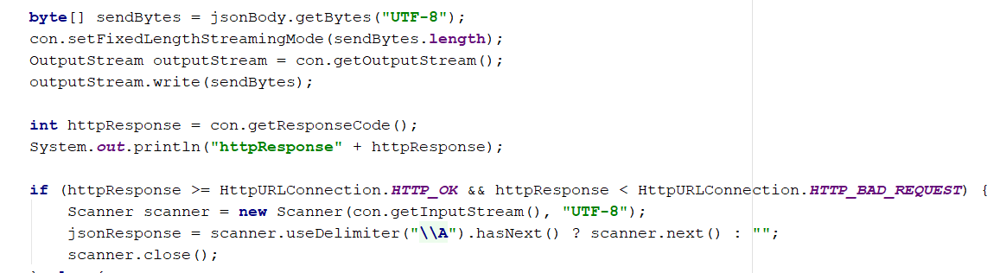 byte[] sendBytes = jsonBody.getBytes("UTF-8");
con.setFixedLengthStreamingMode(sendBytes.length);
OutputStream outputStream = con.getOutputStream();
outputStream.write(sendBytes);
int httpResponse = con.getResponseCode();
System.out.println("httpResponse" + httpResponse);
if (httpResponse >= HttpURLConnection.HTTP_OK && httpResponse < HttpURLConnection.HTTP_BAD_REQUEST) {
Scanner scanner = new Scanner(con.getInputStream(), "UTF-8");
jsonResponse = scanner.useDelimiter("\\A").hasNext() ? scanner.next() : "";
scanner.close();